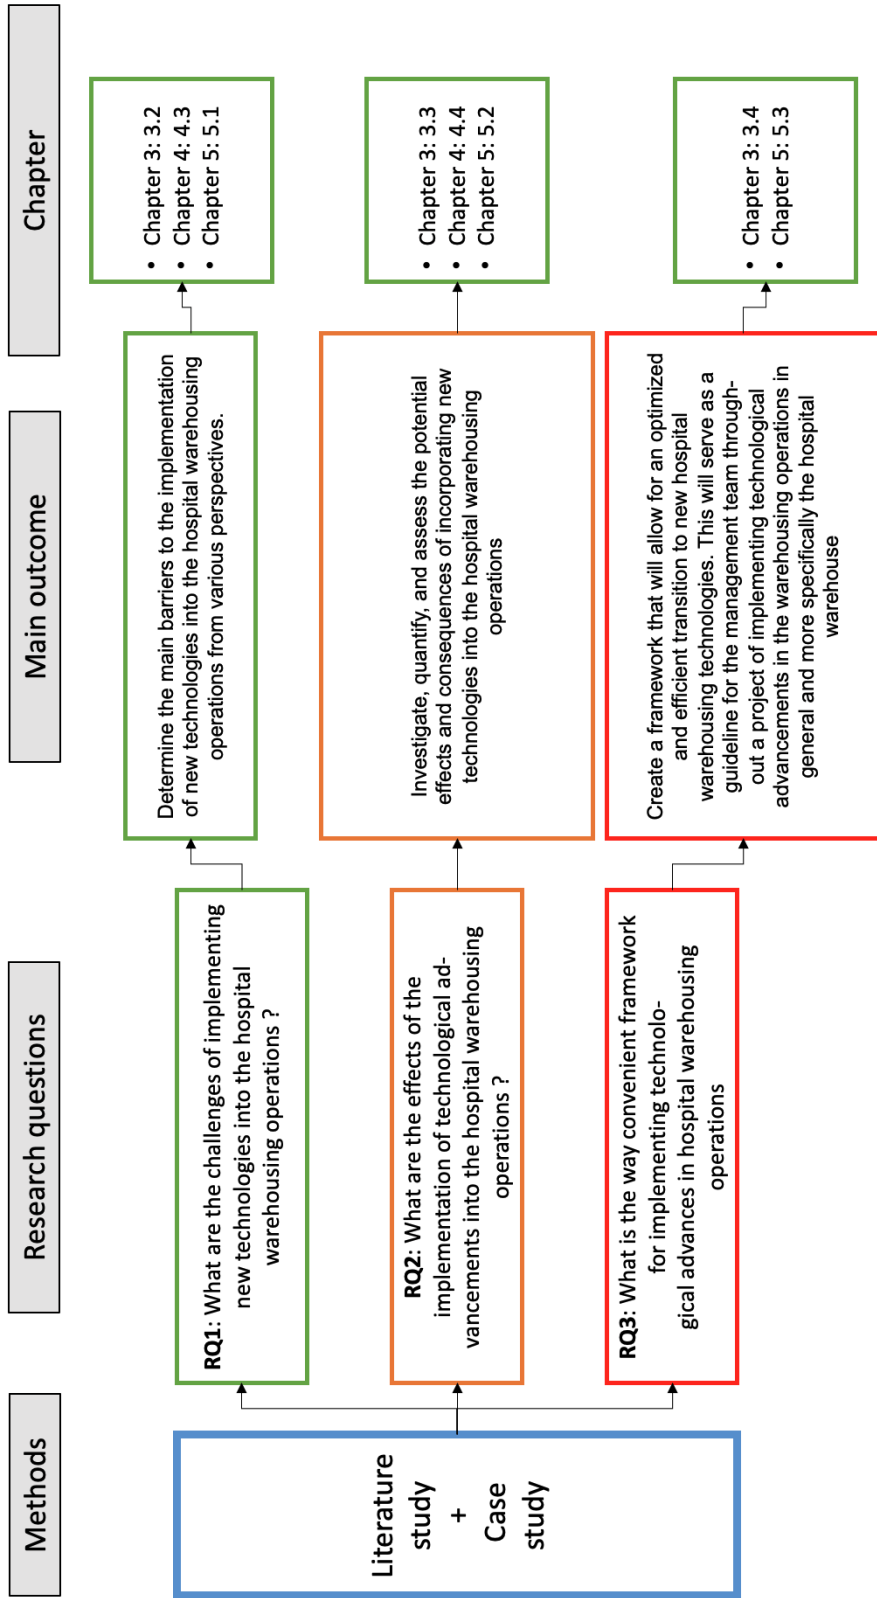 Methods
Research questions
Main outcome
Chapter
Literature
study
+
Case
study
RQ1: What are the challenges of implementing
new technologies into the hospital
warehousing operations ?
Determine the main barriers to the implementation
of new technologies into the hospital warehousing
operations from various perspectives.
• Chapter 3: 3.2
• Chapter 4: 4.3
• Chapter 5: 5.1
RQ2: What are the effects of the
implementation of technological ad-
vancements into the hospital warehousing
operations ?
Investigate, quantify, and assess the potential
effects and consequences of incorporating new
technologies into the hospital warehousing
operations
• Chapter 3: 3.3
• Chapter 4: 4.4
• Chapter 5: 5.2
RQ3: What is the way convenient framework
for implementing technolo-
gical advances in hospital warehousing
operations
Create a framework that will allow for an optimized
and efficient transition to new hospital
warehousing technologies. This will serve as a
guideline for the management team through-
out a project of implementing technological
advancements in the warehousing operations in
general and more specifically the hospital
warehouse
• Chapter 3: 3.4
• Chapter 5: 5.3